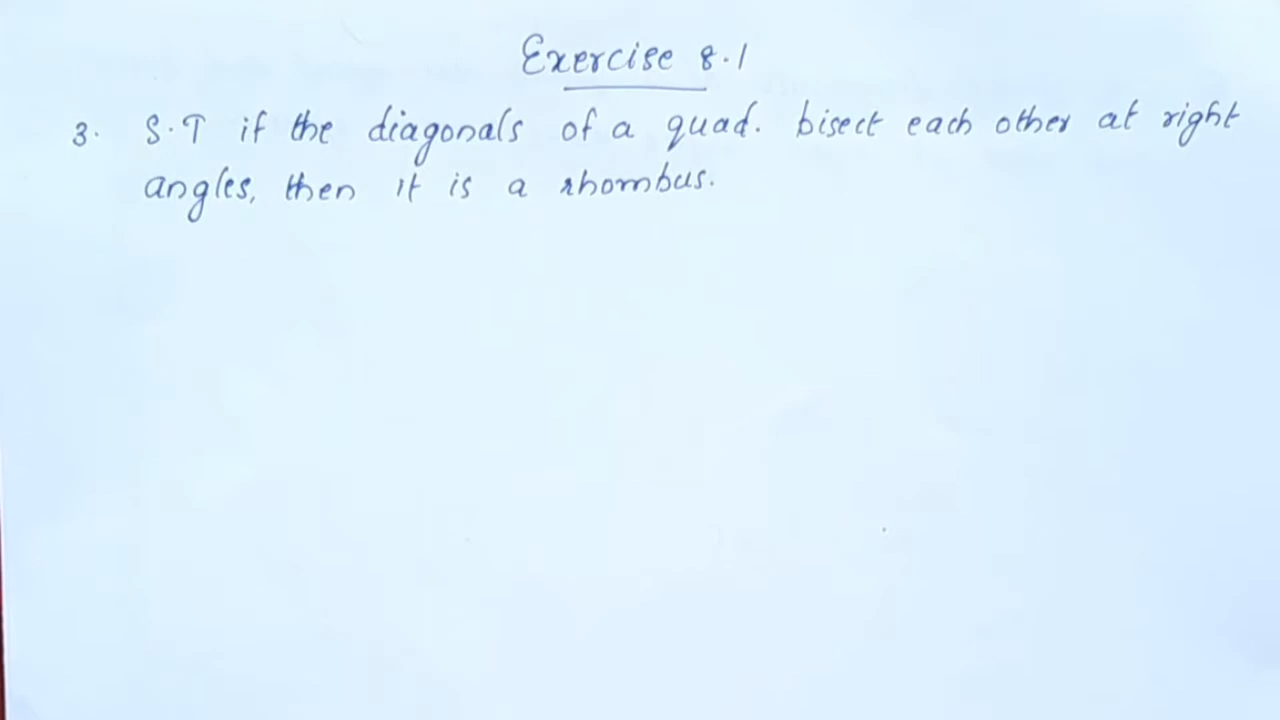 Exercise 8.1
3. S.T if the diagonals of a quad. bisect each other at right
angles, then it is a rhombus.